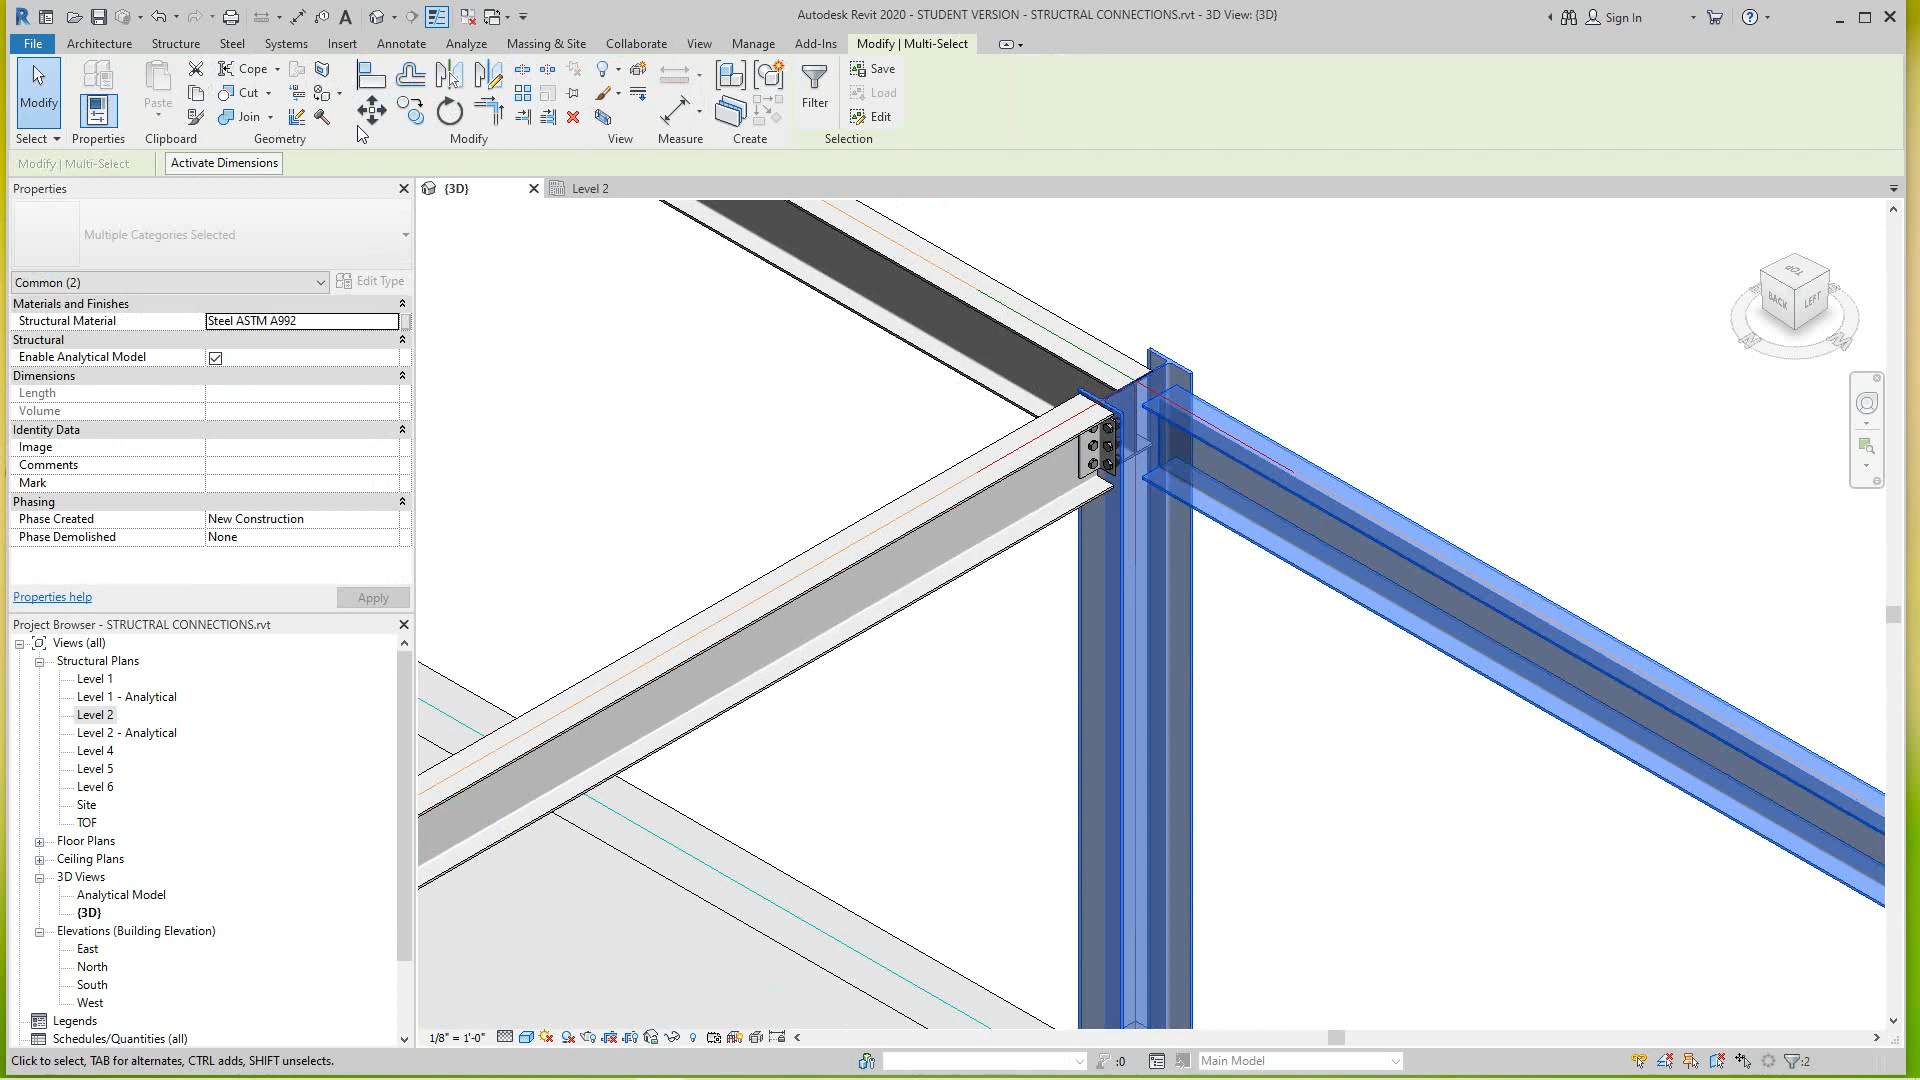 Autodesk Revit 2020 - STUDENT VERSION - STRUCTRAL CONNECTIONS.rvt - 3D View: {3D}
Sign In
File Architecture Structure Steel Systems Insert Annotate Analyze Massing & Site Collaborate View Manage Add-Ins Modify | Multi-Select
Modify
Paste
Cope
Cut
Join
Filter
Save
Load
Edit
Select Properties Clipboard Geometry Modify View Measure Create Selection
Modify | Multi-Select Activate Dimensions
Properties
{3D}
Level 2
Multiple Categories Selected
Common (2)
Edit Type
Materials and Finishes
Structural Material Steel ASTM A992
Structural
Enable Analytical Model
Dimensions
Length
Volume
Identity Data
Image
Comments
Mark
Phasing
Phase Created New Construction
Phase Demolished None
Properties help
Apply
Project Browser - STRUCTRAL CONNECTIONS.rvt
Views (all)
Structural Plans
Level 1
Level 1 - Analytical
Level 2
Level 2 - Analytical
Level 4
Level 5
Level 6
Site
TOF
Floor Plans
Ceiling Plans
3D Views
Analytical Model
{3D}
Elevations (Building Elevation)
East
North
South
West
Legends
Schedules/Quantities (all)
TOP
BACK
LEFT
1/8" = 1'-0"
Click to select, TAB for alternates, CTRL adds, SHIFT unselects.
:0
Main Model
:2